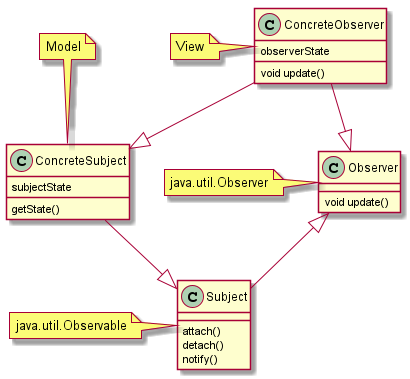 Model
View
C ConcreteObserver
observerState
void update()
C ConcreteSubject
subjectState
getState()
java.util.Observer
C Observer
void update()
java.util.Observable
C Subject
attach()
detach()
notify()